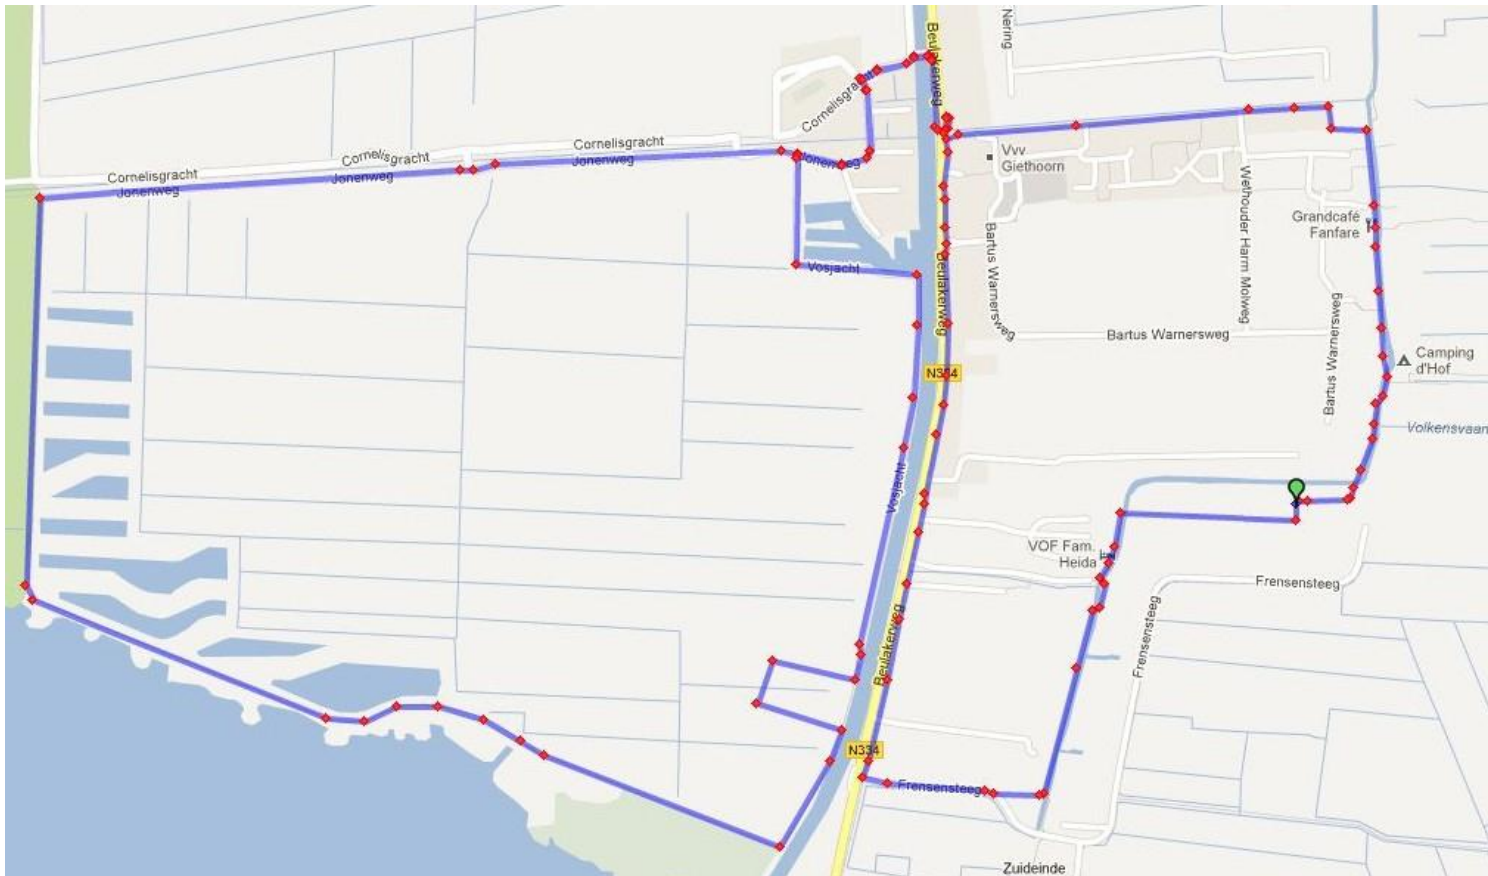 Nering
Beulakerweg
Cornelisgracht
Cornelisgracht
Cornelisgracht
Cornelisgracht
Jonenweg
Jonenweg
Jonenweg
Jonenweg
Vvv
Giethoorn
Wethouder Harm Molweg
Grandcafé
Fanfare
Bartus Warnersweg
Vosjacht
Beulakerweg
Bartus Warnersweg
Bartus Warnersweg
Camping
d'Hof
N334
Volkensvaan
Vosjacht
VOF Fam.
Heida
Frensensteeg
Frensensteeg
Beulakerweg
N334
Frensensteeg
Zuideinde